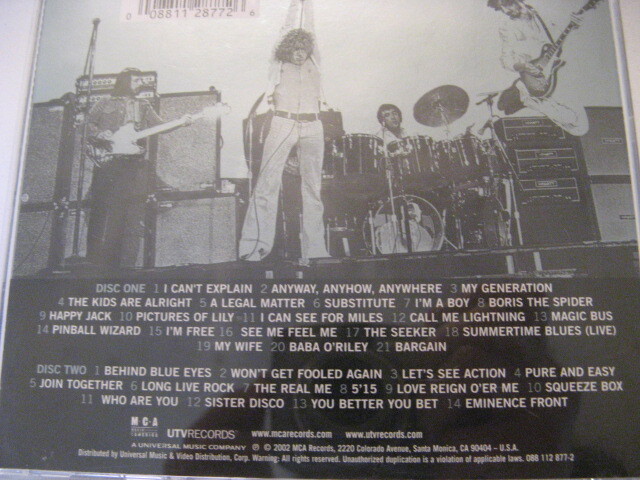 0 08811 28772 6
DISC ONE 1 I CAN'T EXPLAIN 2 ANYWAY, ANYHOW, ANYWHERE 3 MY GENERATION
4 THE KIDS ARE ALRIGHT 5 A LEGAL MATTER 6 SUBSTITUTE 7 I'M A BOY 8 BORIS THE SPIDER
9 HAPPY JACK 10 PICTURES OF LILY 11 I CAN SEE FOR MILES 12 CALL ME LIGHTNING 13 MAGIC BUS
14 PINBALL WIZARD 15 I'M FREE 16 SEE ME FEEL ME 17 THE SEEKER 18 SUMMERTIME BLUES (LIVE)
19 MY WIFE 20 BABA O'RILEY 21 BARGAIN
DISC TWO 1 BEHIND BLUE EYES 2 WON'T GET FOOLED AGAIN 3 LET'S SEE ACTION 4 PURE AND EASY
5 JOIN TOGETHER 6 LONG LIVE ROCK 7 THE REAL ME 8 5'15 9 LOVE REIGN O'ER ME 10 SQUEEZE BOX
11 WHO ARE YOU 12 SISTER DISCO 13 YOU BETTER YOU BET 14 EMINENCE FRONT
MCA UTVRECORDS www.mcarecords.com www.utvrecords.com
A UNIVERSAL MUSIC COMPANY ℗ © 2002 MCA Records, 2220 Colorado Avenue, Santa Monica, CA 90404 – U.S.A.
Distributed by Universal Music & Video Distribution, Corp. Warning: All rights reserved. Unauthorized duplication is a violation of applicable laws. 088 112 877-2